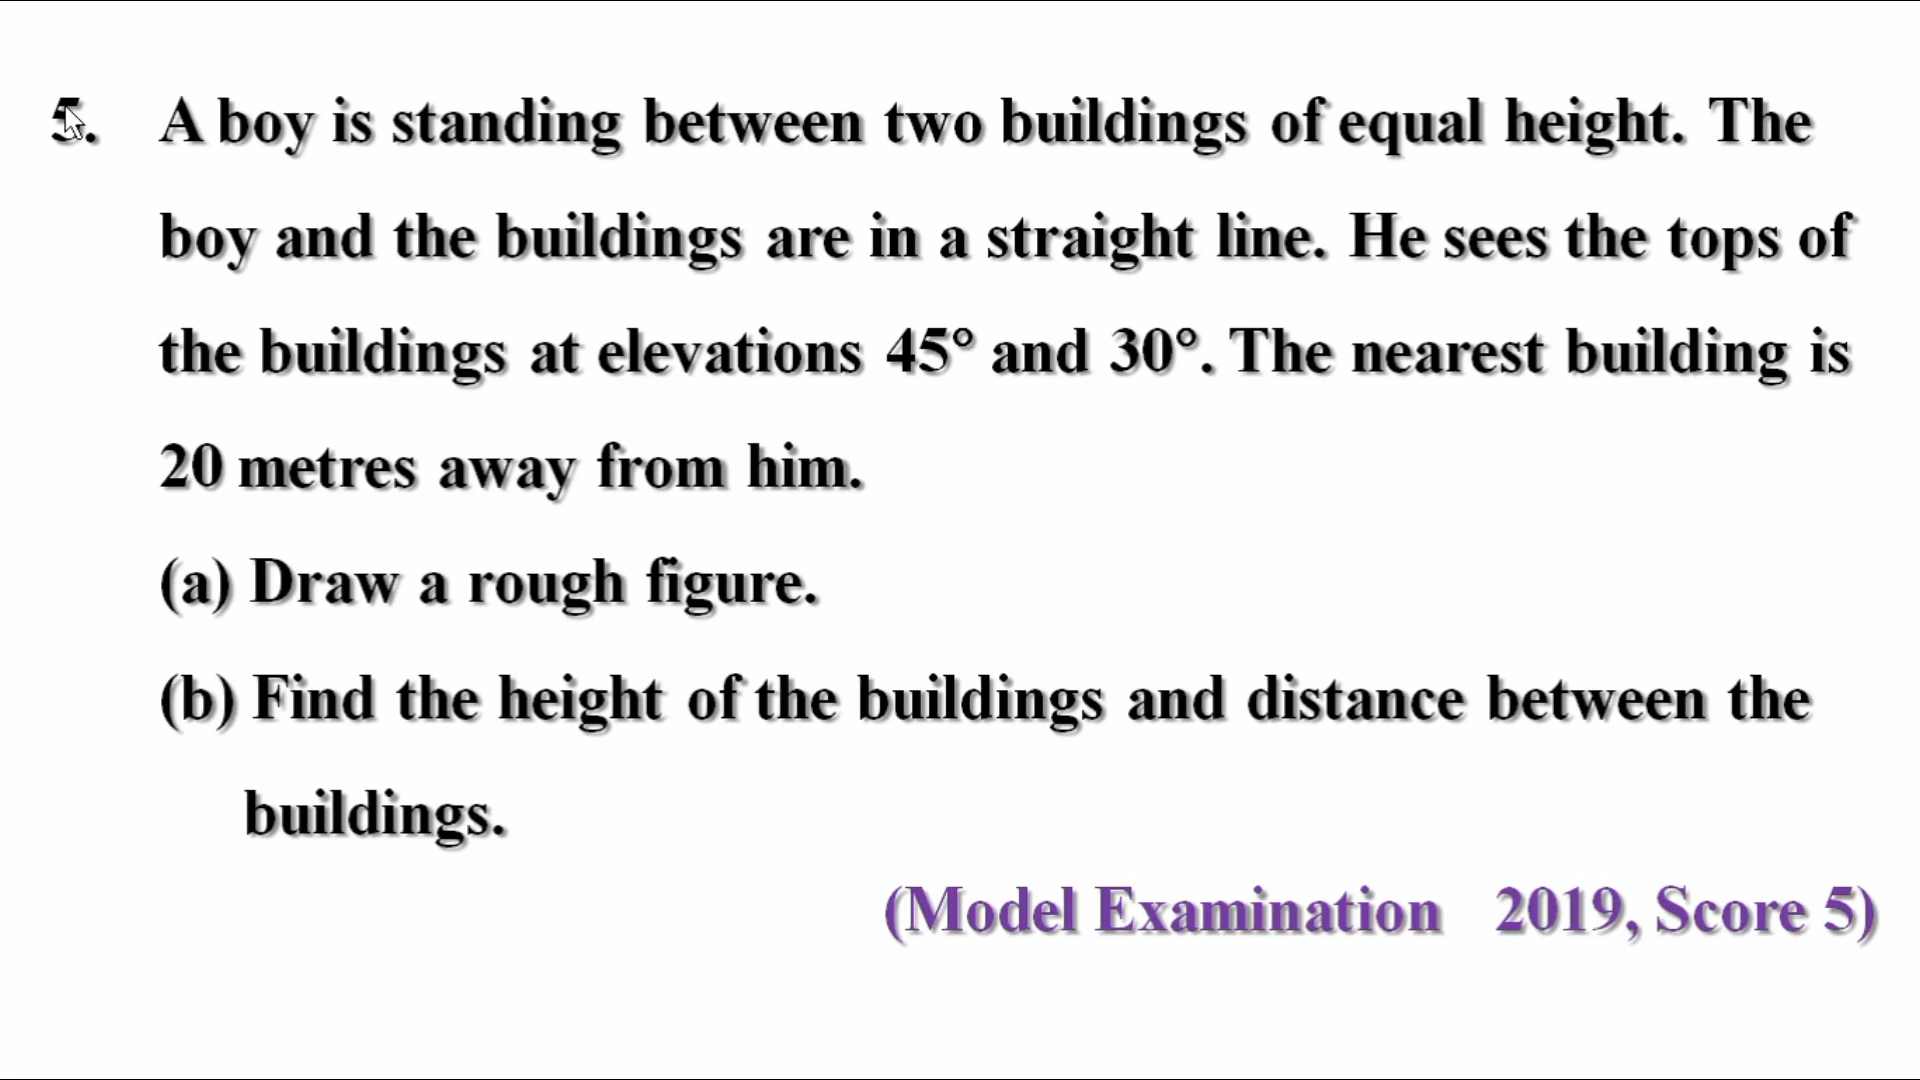 5. A boy is standing between two buildings of equal height. The
boy and the buildings are in a straight line. He sees the tops of
the buildings at elevations 45° and 30°. The nearest building is
20 metres away from him.
(a) Draw a rough figure.
(b) Find the height of the buildings and distance between the
buildings.
(Model Examination 2019, Score 5)